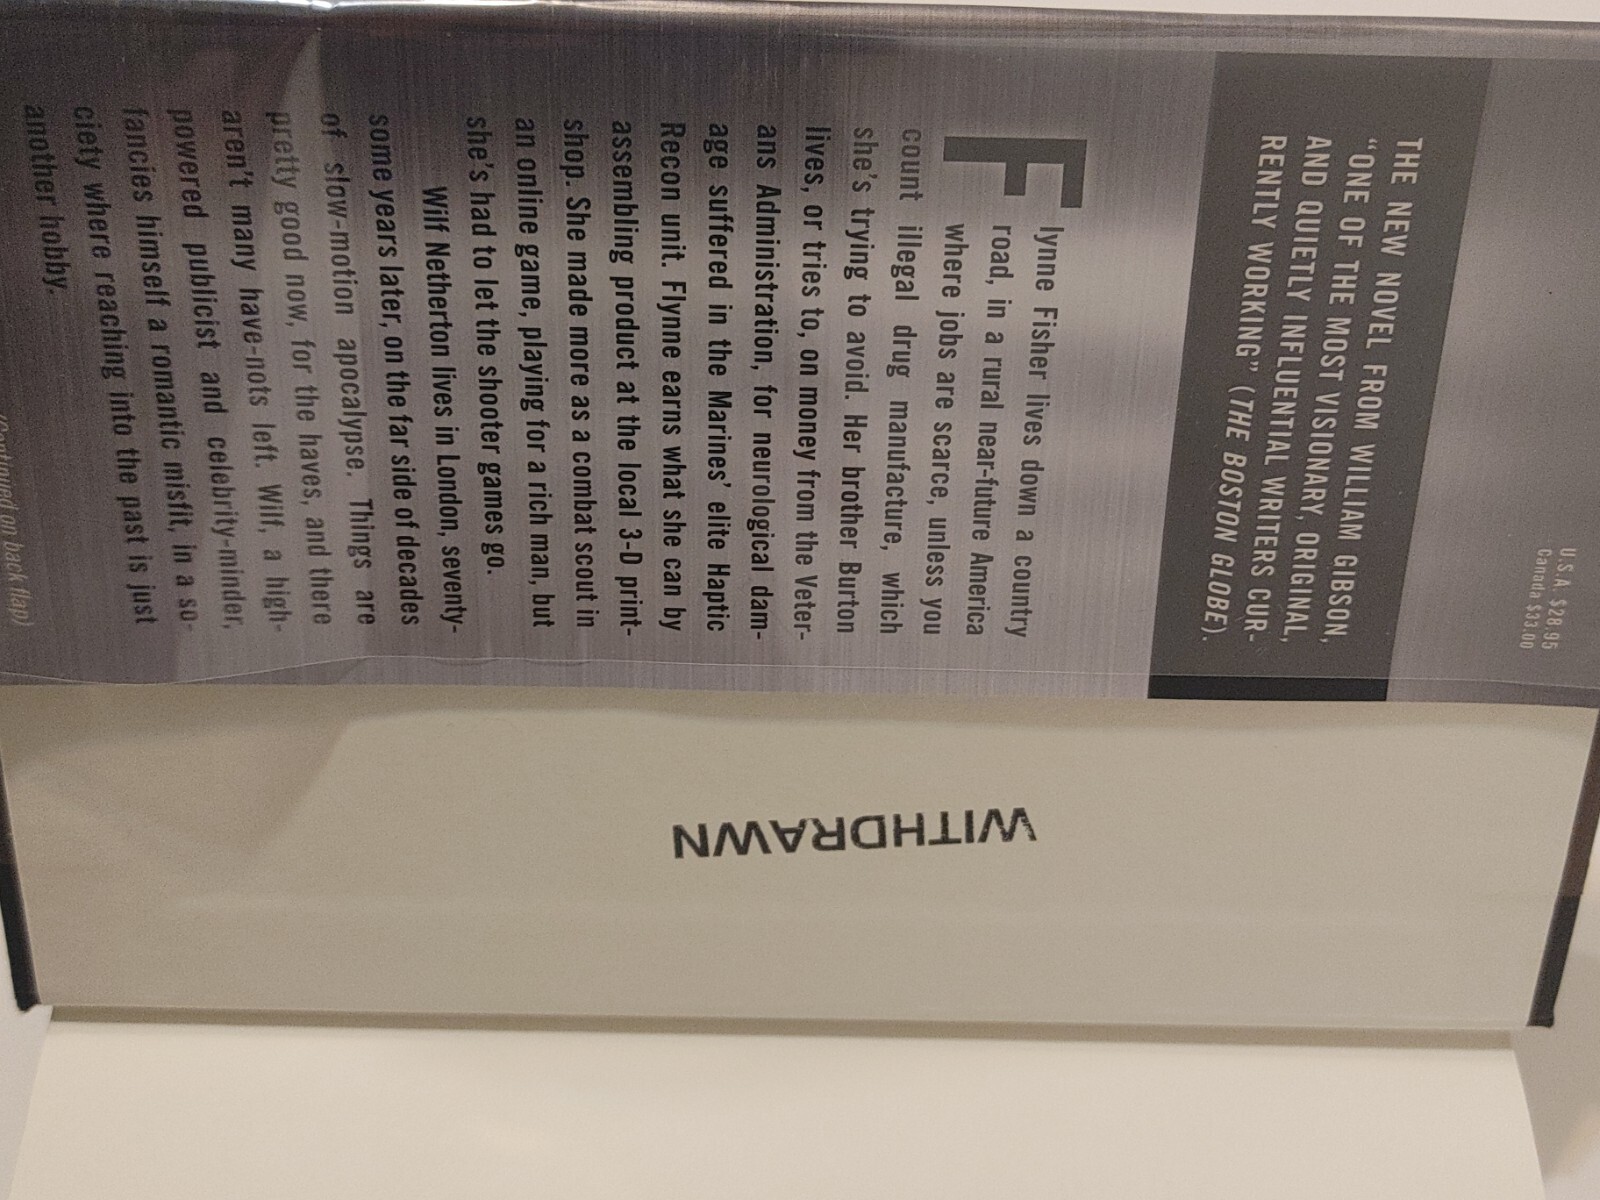 U.S.A. $28.95
Canada $33.00
THE NEW NOVEL FROM WILLIAM GIBSON,
“ONE OF THE MOST VISIONARY, ORIGINAL,
AND QUIETLY INFLUENTIAL WRITERS CUR-
RENTLY WORKING” (THE BOSTON GLOBE).
Flynne Fisher lives down a country
road, in a rural near-future America
where jobs are scarce, unless you
count illegal drug manufacture, which
she's trying to avoid. Her brother Burton
lives, or tries to, on money from the Veter-
ans Administration, for neurological dam-
age suffered in the Marines' elite Haptic
Recon unit. Flynne earns what she can by
assembling product at the local 3-D print-
shop. She made more as a combat scout in
an online game, playing for a rich man, but
she's had to let the shooter games go.
Wilf Netherton lives in London, seventy-
some years later, on the far side of decades
of slow-motion apocalypse. Things are
pretty good now, for the haves, and there
aren't many have-nots left. Wilf, a high-
powered publicist and celebrity-minder,
fancies himself a romantic misfit, in a so-
ciety where reaching into the past is just
another hobby.
(Continued on back flap)
WITHDRAWN